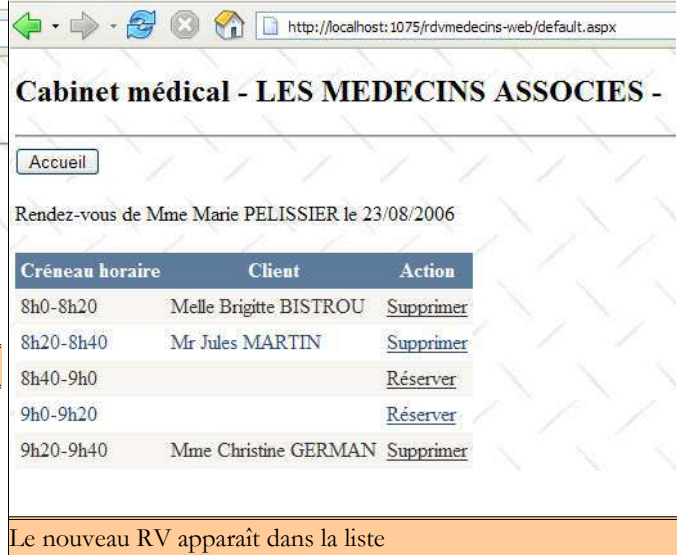 http://localhost:1075/rdvmedecins-web/default.aspx
Cabinet médical - LES MEDECINS ASSOCIES -
Accueil
Rendez-vous de Mme Marie PELISSIER le 23/08/2006
Créneau horaire Client Action
8h0-8h20 Melle Brigitte BISTROU Supprimer
8h20-8h40 Mr Jules MARTIN Supprimer
8h40-9h0 Réserver
9h0-9h20 Réserver
9h20-9h40 Mme Christine GERMAN Supprimer
Le nouveau RV apparaît dans la liste